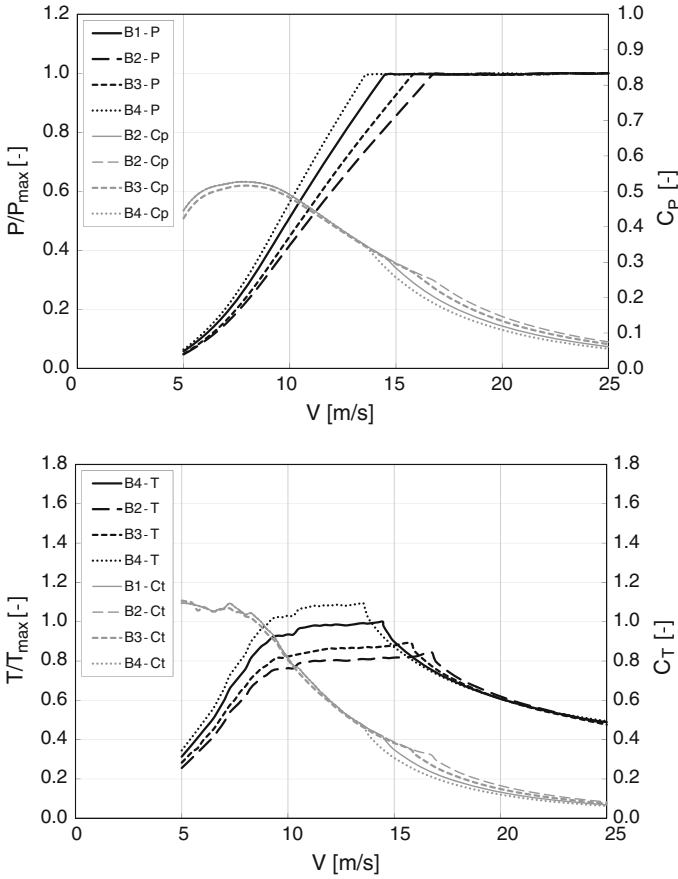 1.2
1.0
0.8
0.6
0.4
0.2
0.0
P/Pmax [-]
B1-P
B2-P
B3-P
B4-P
B2-Cp
B2-Cp
B3-Cp
B4-Cp
1.0
0.9
0.8
0.7
0.6
0.5
0.4
0.3
0.2
0.1
0.0
CP [-]
0 5 10 15 20 25
V [m/s]
1.8
1.6
1.4
1.2
1.0
0.8
0.6
0.4
0.2
0.0
T/Tmax [-]
B4-T
B2-T
B3-T
B4-T
B1-Ct
B2-Ct
B3-Ct
B4-Ct
1.8
1.6
1.4
1.2
1.0
0.8
0.6
0.4
0.2
0.0
CT [-]
0 5 10 15 20 25
V [m/s]